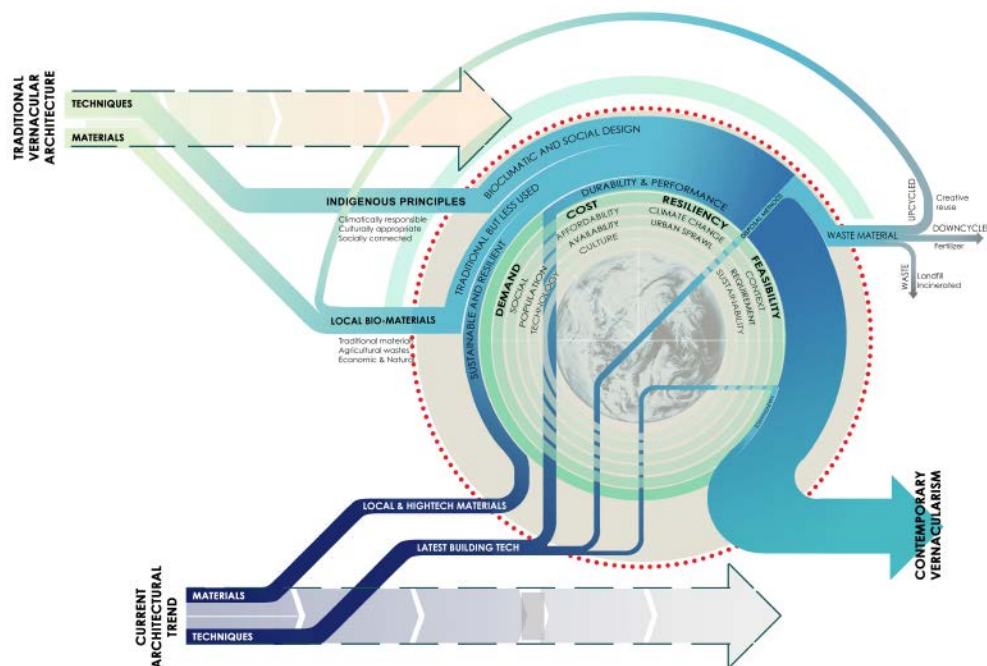 TRADITIONAL
VERNACULAR
ARCHITECTURE
TECHNIQUES
MATERIALS
INDIGENOUS PRINCIPLES
Climatically responsible
Culturally appropriate
Socially connected
LOCAL BIO-MATERIALS
Traditional material
Agricultural wastes
Economic & Natura
BIOCLIMATIC AND SOCIAL DESIGN
TRADITIONAL BUT LESS USED
SUSTAINABLE AND RESILIENT
DURABILITY & PERFORMANCE
DEMAND
SOCIAL
POPULATION
TECHNOLOGY
COST
AFFORDABILITY
AVAILABILITY
CULTURE
RESILIENCY
CLIMATE CHANGE
URBAN SPRAWL
FEASIBILITY
CONTEXT
REQUIREMENT
SUSTAINABILITY
DISPOSAL METHODS
WASTE MATERIAL
UPCYCLED
Creative
reuse
DOWNCYCLE
Fertilizer
WASTE
Landfill
Incinerated
LOCAL & HIGHTECH MATERIALS
LATEST BUILDING TECH
CURRENT
ARCHITECTURAL
TREND
MATERIALS
TECHNIQUES
CONTEMPORARY
VERNACULARISM